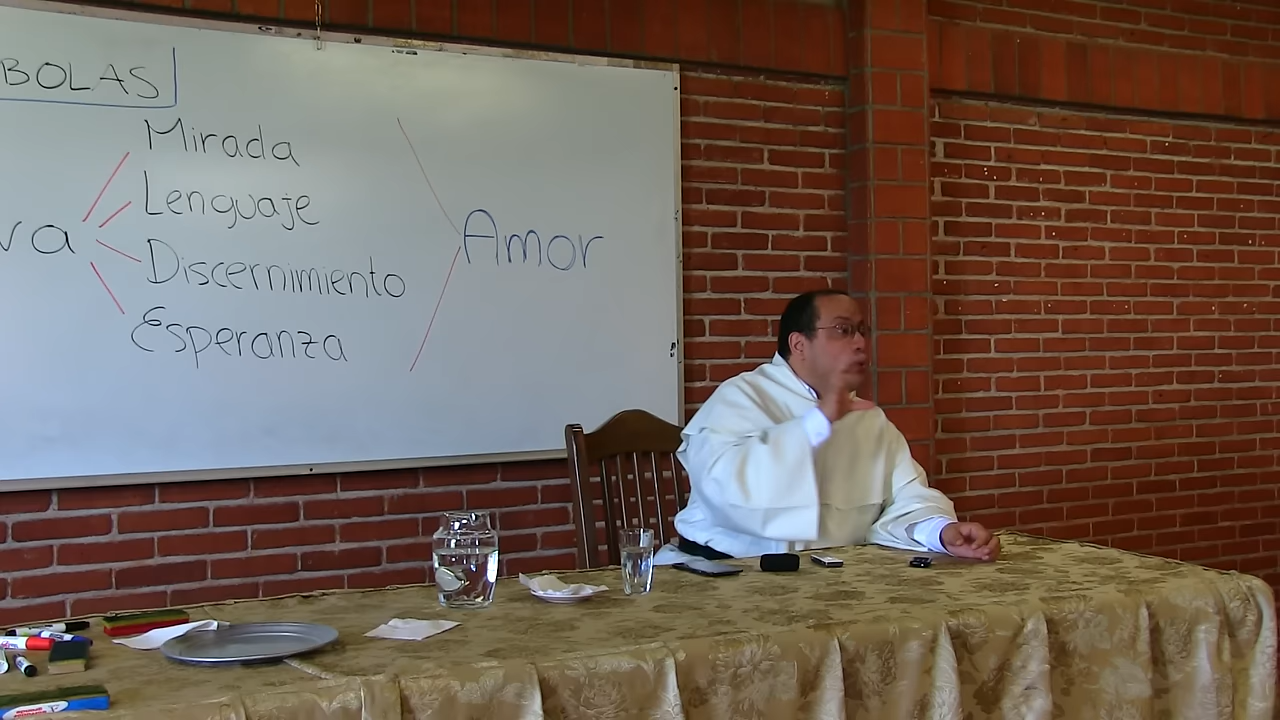 BOLAS
Mirada
Lenguaje
va
Amor
Discernimiento
Esperanza